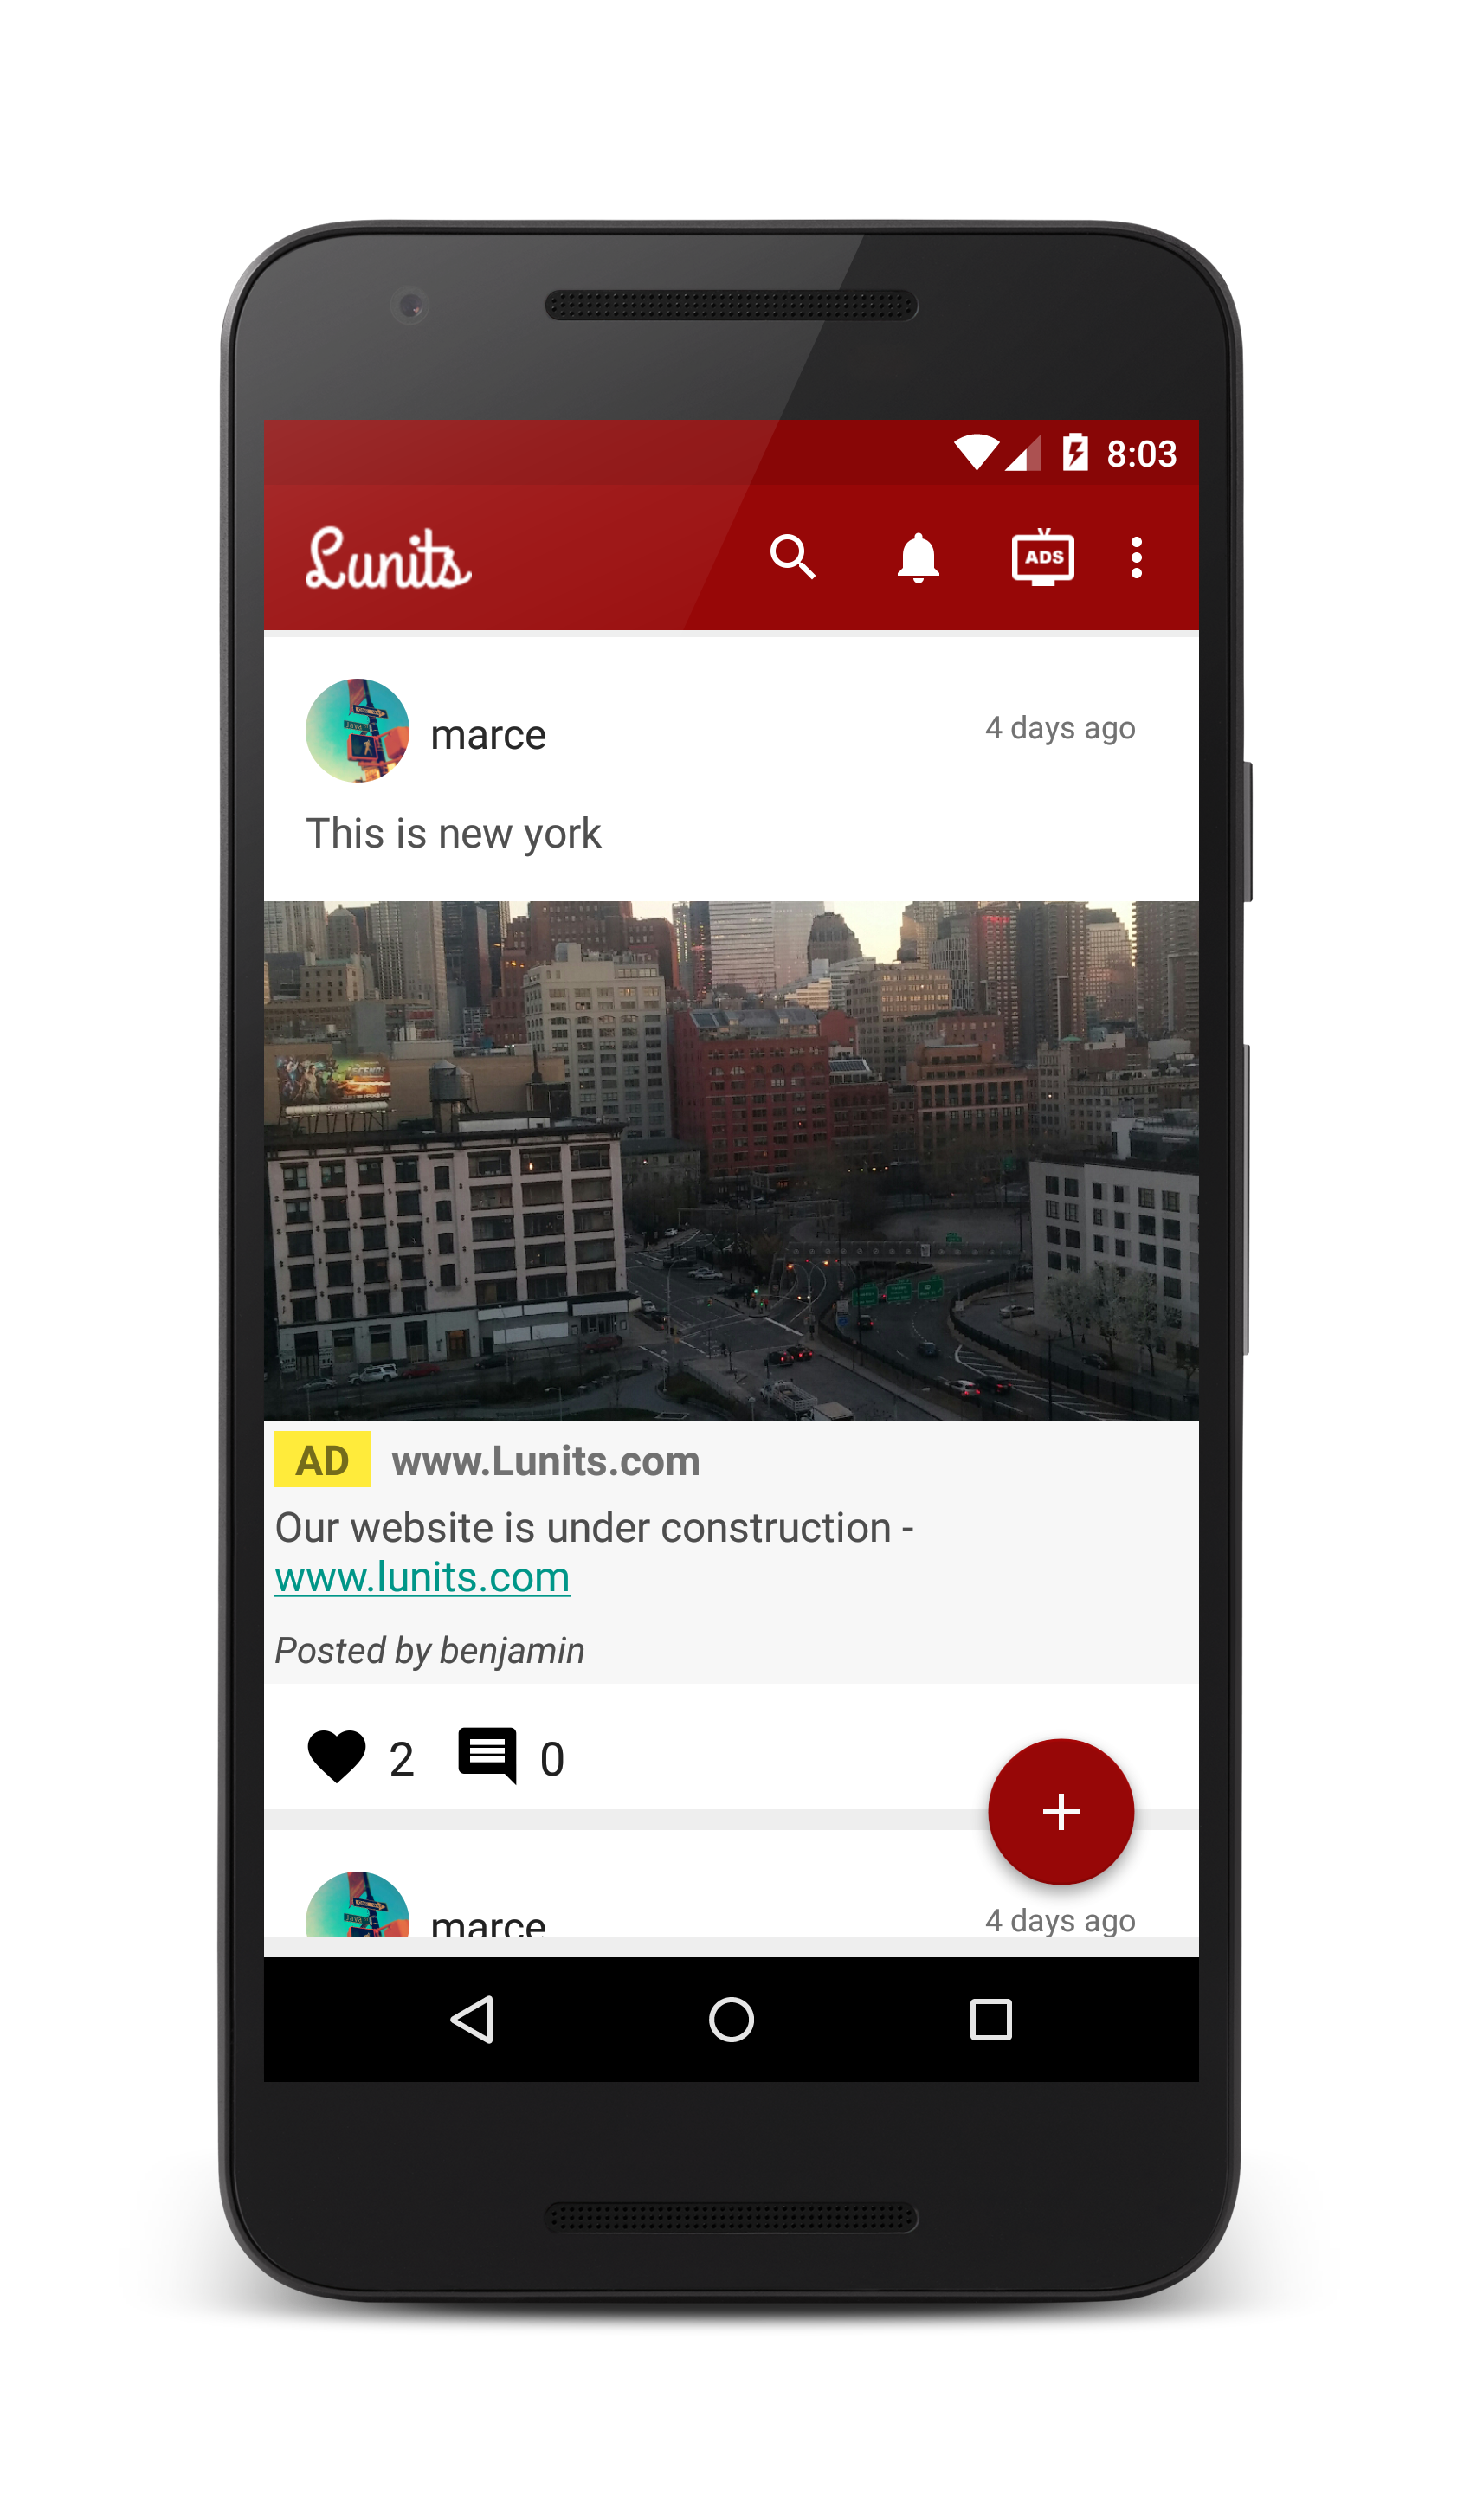 8:03
Lunits
ADS
marce
4 days ago
This is new york
AD www.Lunits.com
Our website is under construction -
www.lunits.com
Posted by benjamin
2 0
+
marce
4 days ago